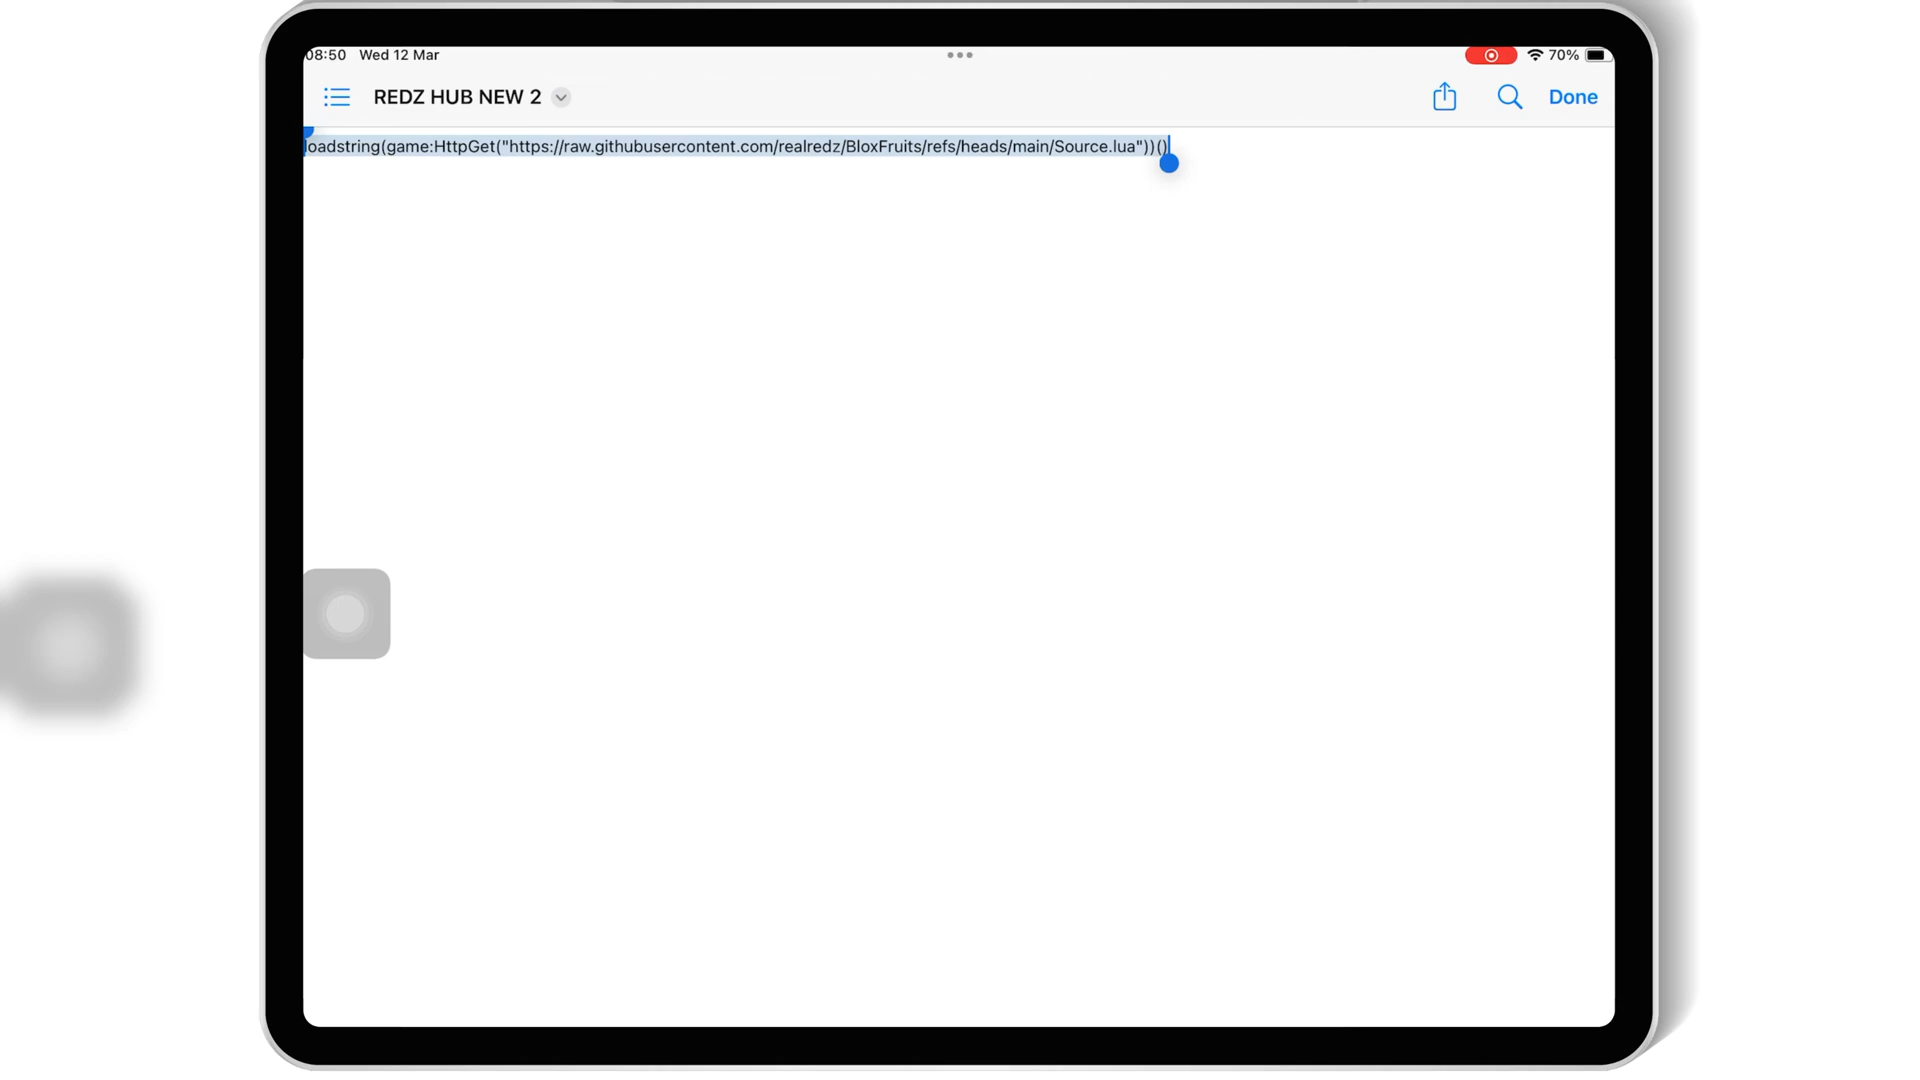 08:50 Wed 12 Mar
70%
REDZ HUB NEW 2
Done
loadstring(game:HttpGet("https://raw.githubusercontent.com/realredz/BloxFruits/refs/heads/main/Source.lua"))()